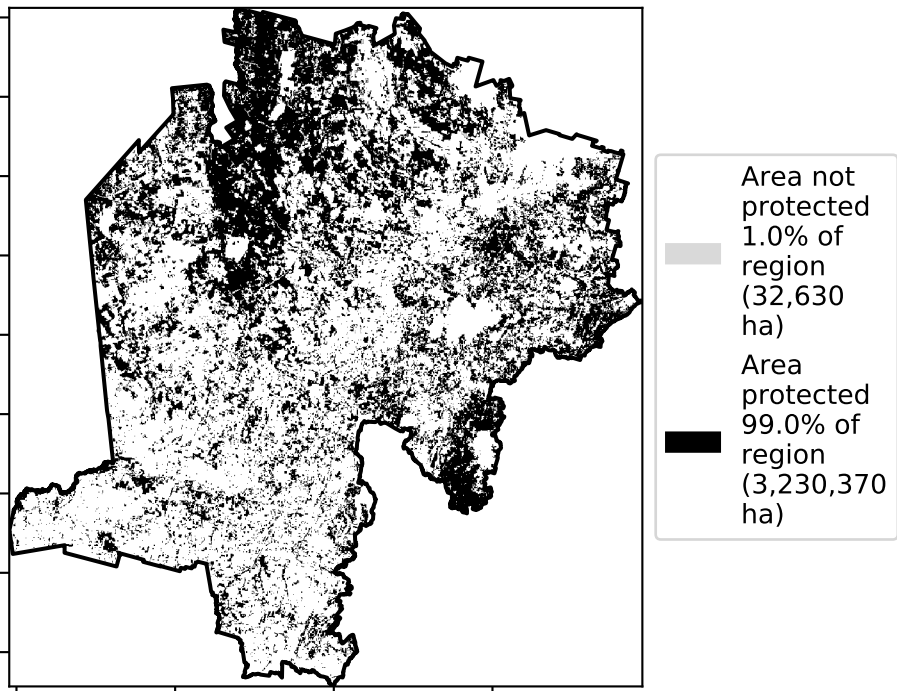 Area not
protected
1.0% of
region
(32,630
ha)
Area
protected
99.0% of
region
(3,230,370
ha)